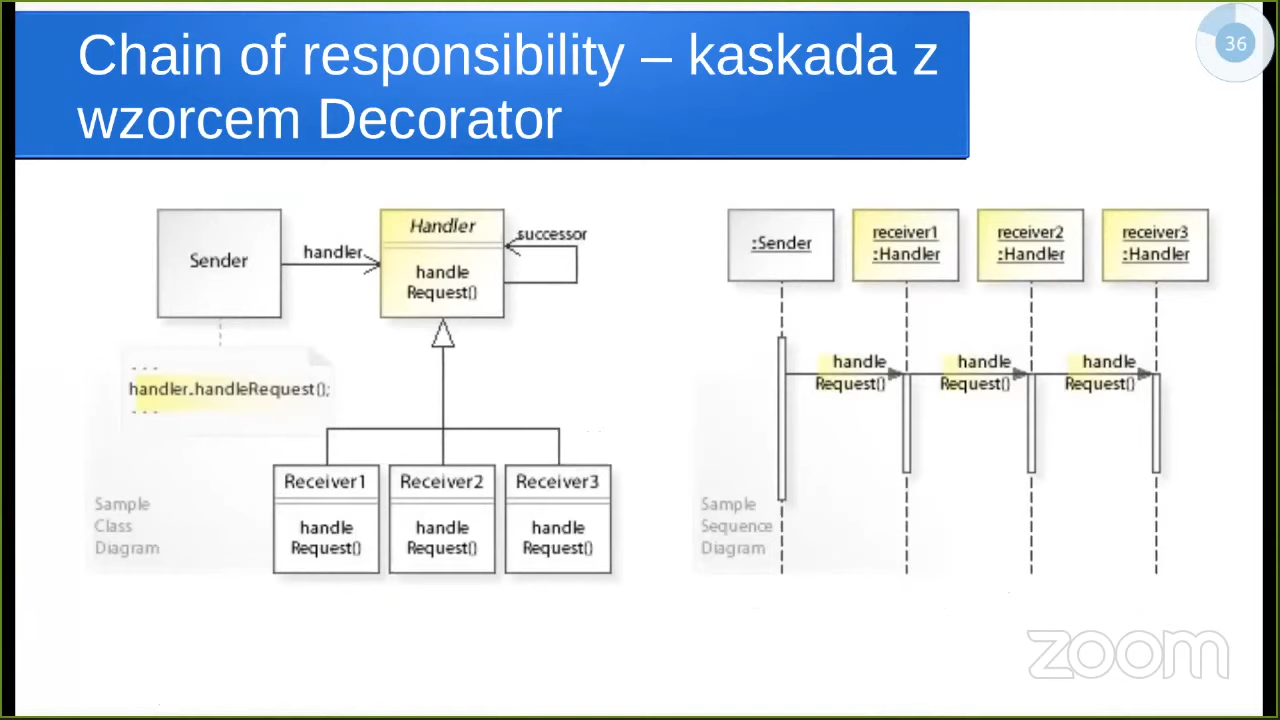 Chain of responsibility – kaskada z
wzorcem Decorator
36
Sender
handler
Handler
handle
Request()
successor
. . .
handler.handleRequest();
. . .
Receiver1
handle
Request()
Receiver2
handle
Request()
Receiver3
handle
Request()
Sample
Class
Diagram
:Sender
receiver1
:Handler
receiver2
:Handler
receiver3
:Handler
handle
Request()
handle
Request()
handle
Request()
Sample
Sequence
Diagram
zoom